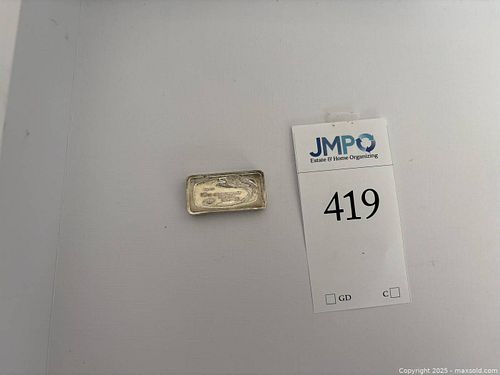 JMPO
Estate & Home Organizing
419
GD
C
Copyright 2025 - maxsold.com